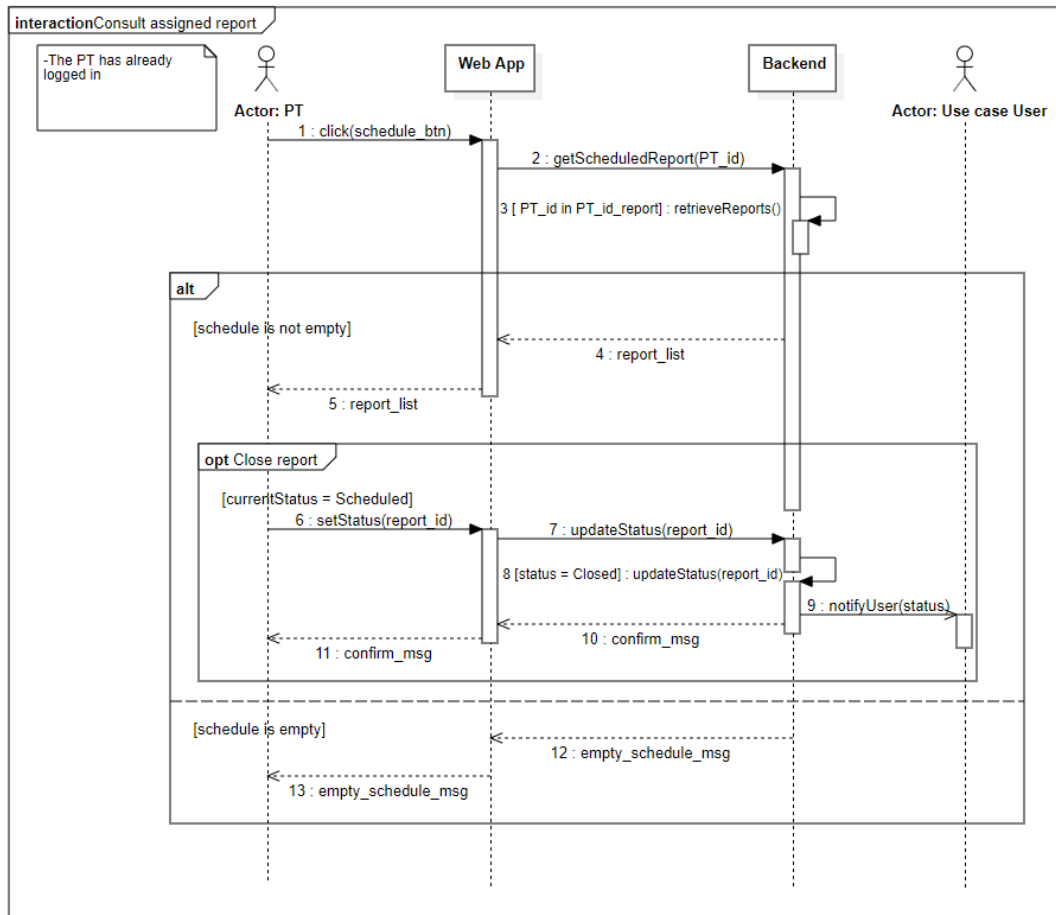 interactionConsult assigned report
-The PT has already
logged in
Actor: PT
Web App
Backend
Actor: Use case User
1 : click(schedule_btn)
2 : getScheduledReport(PT_id)
3 [ PT_id in PT_id_report] : retrieveReports()
alt
[schedule is not empty]
4 : report_list
5 : report_list
opt Close report
[currentStatus = Scheduled]
6 : setStatus(report_id)
7 : updateStatus(report_id)
8 [status = Closed] : updateStatus(report_id)
9 : notifyUser(status)
10 : confirm_msg
11 : confirm_msg
[schedule is empty]
12 : empty_schedule_msg
13 : empty_schedule_msg